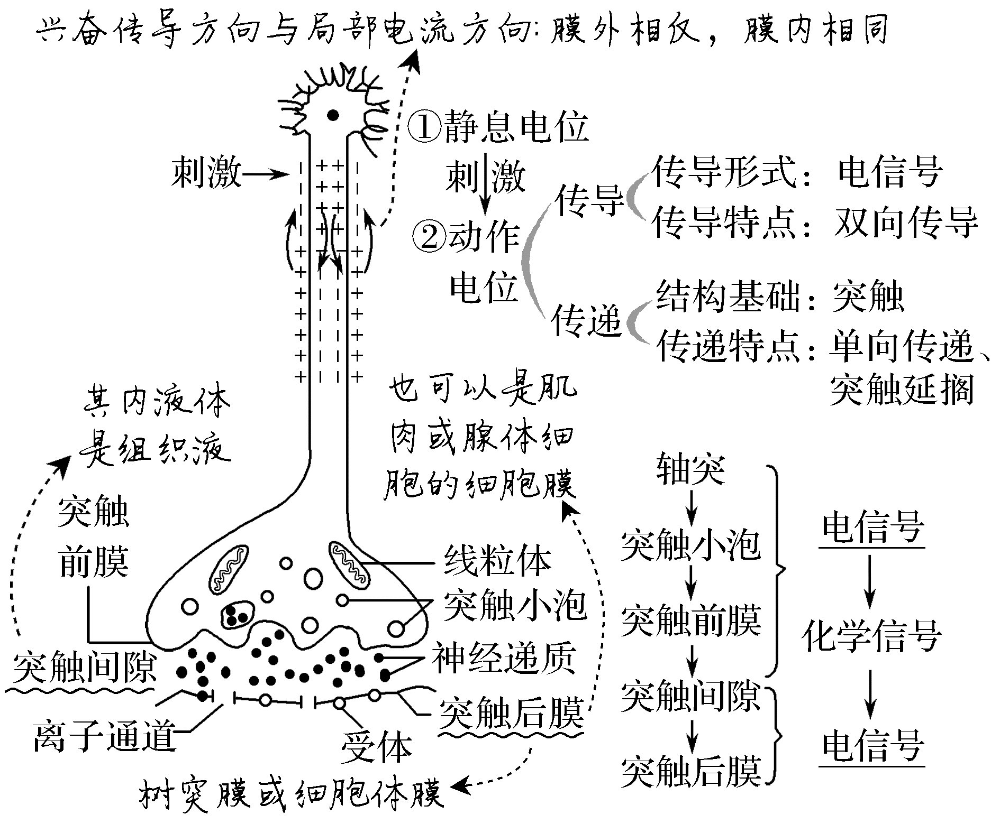 兴奋传导方向与局部电流方向:膜外相反，膜内相同
①静息电位
刺激
刺激
②动作
电位
传导
传导形式：电信号
传导特点：双向传导
传递
结构基础：突触
传递特点：单向传递、
突触延搁
其内液体
是组织液
也可以是肌
肉或腺体细
胞的细胞膜
突触
前膜
线粒体
突触小泡
神经递质
突触间隙
突触后膜
离子通道
受体
树突膜或细胞体膜
轴突
突触小泡
突触前膜
突触间隙
突触后膜
电信号
化学信号
电信号